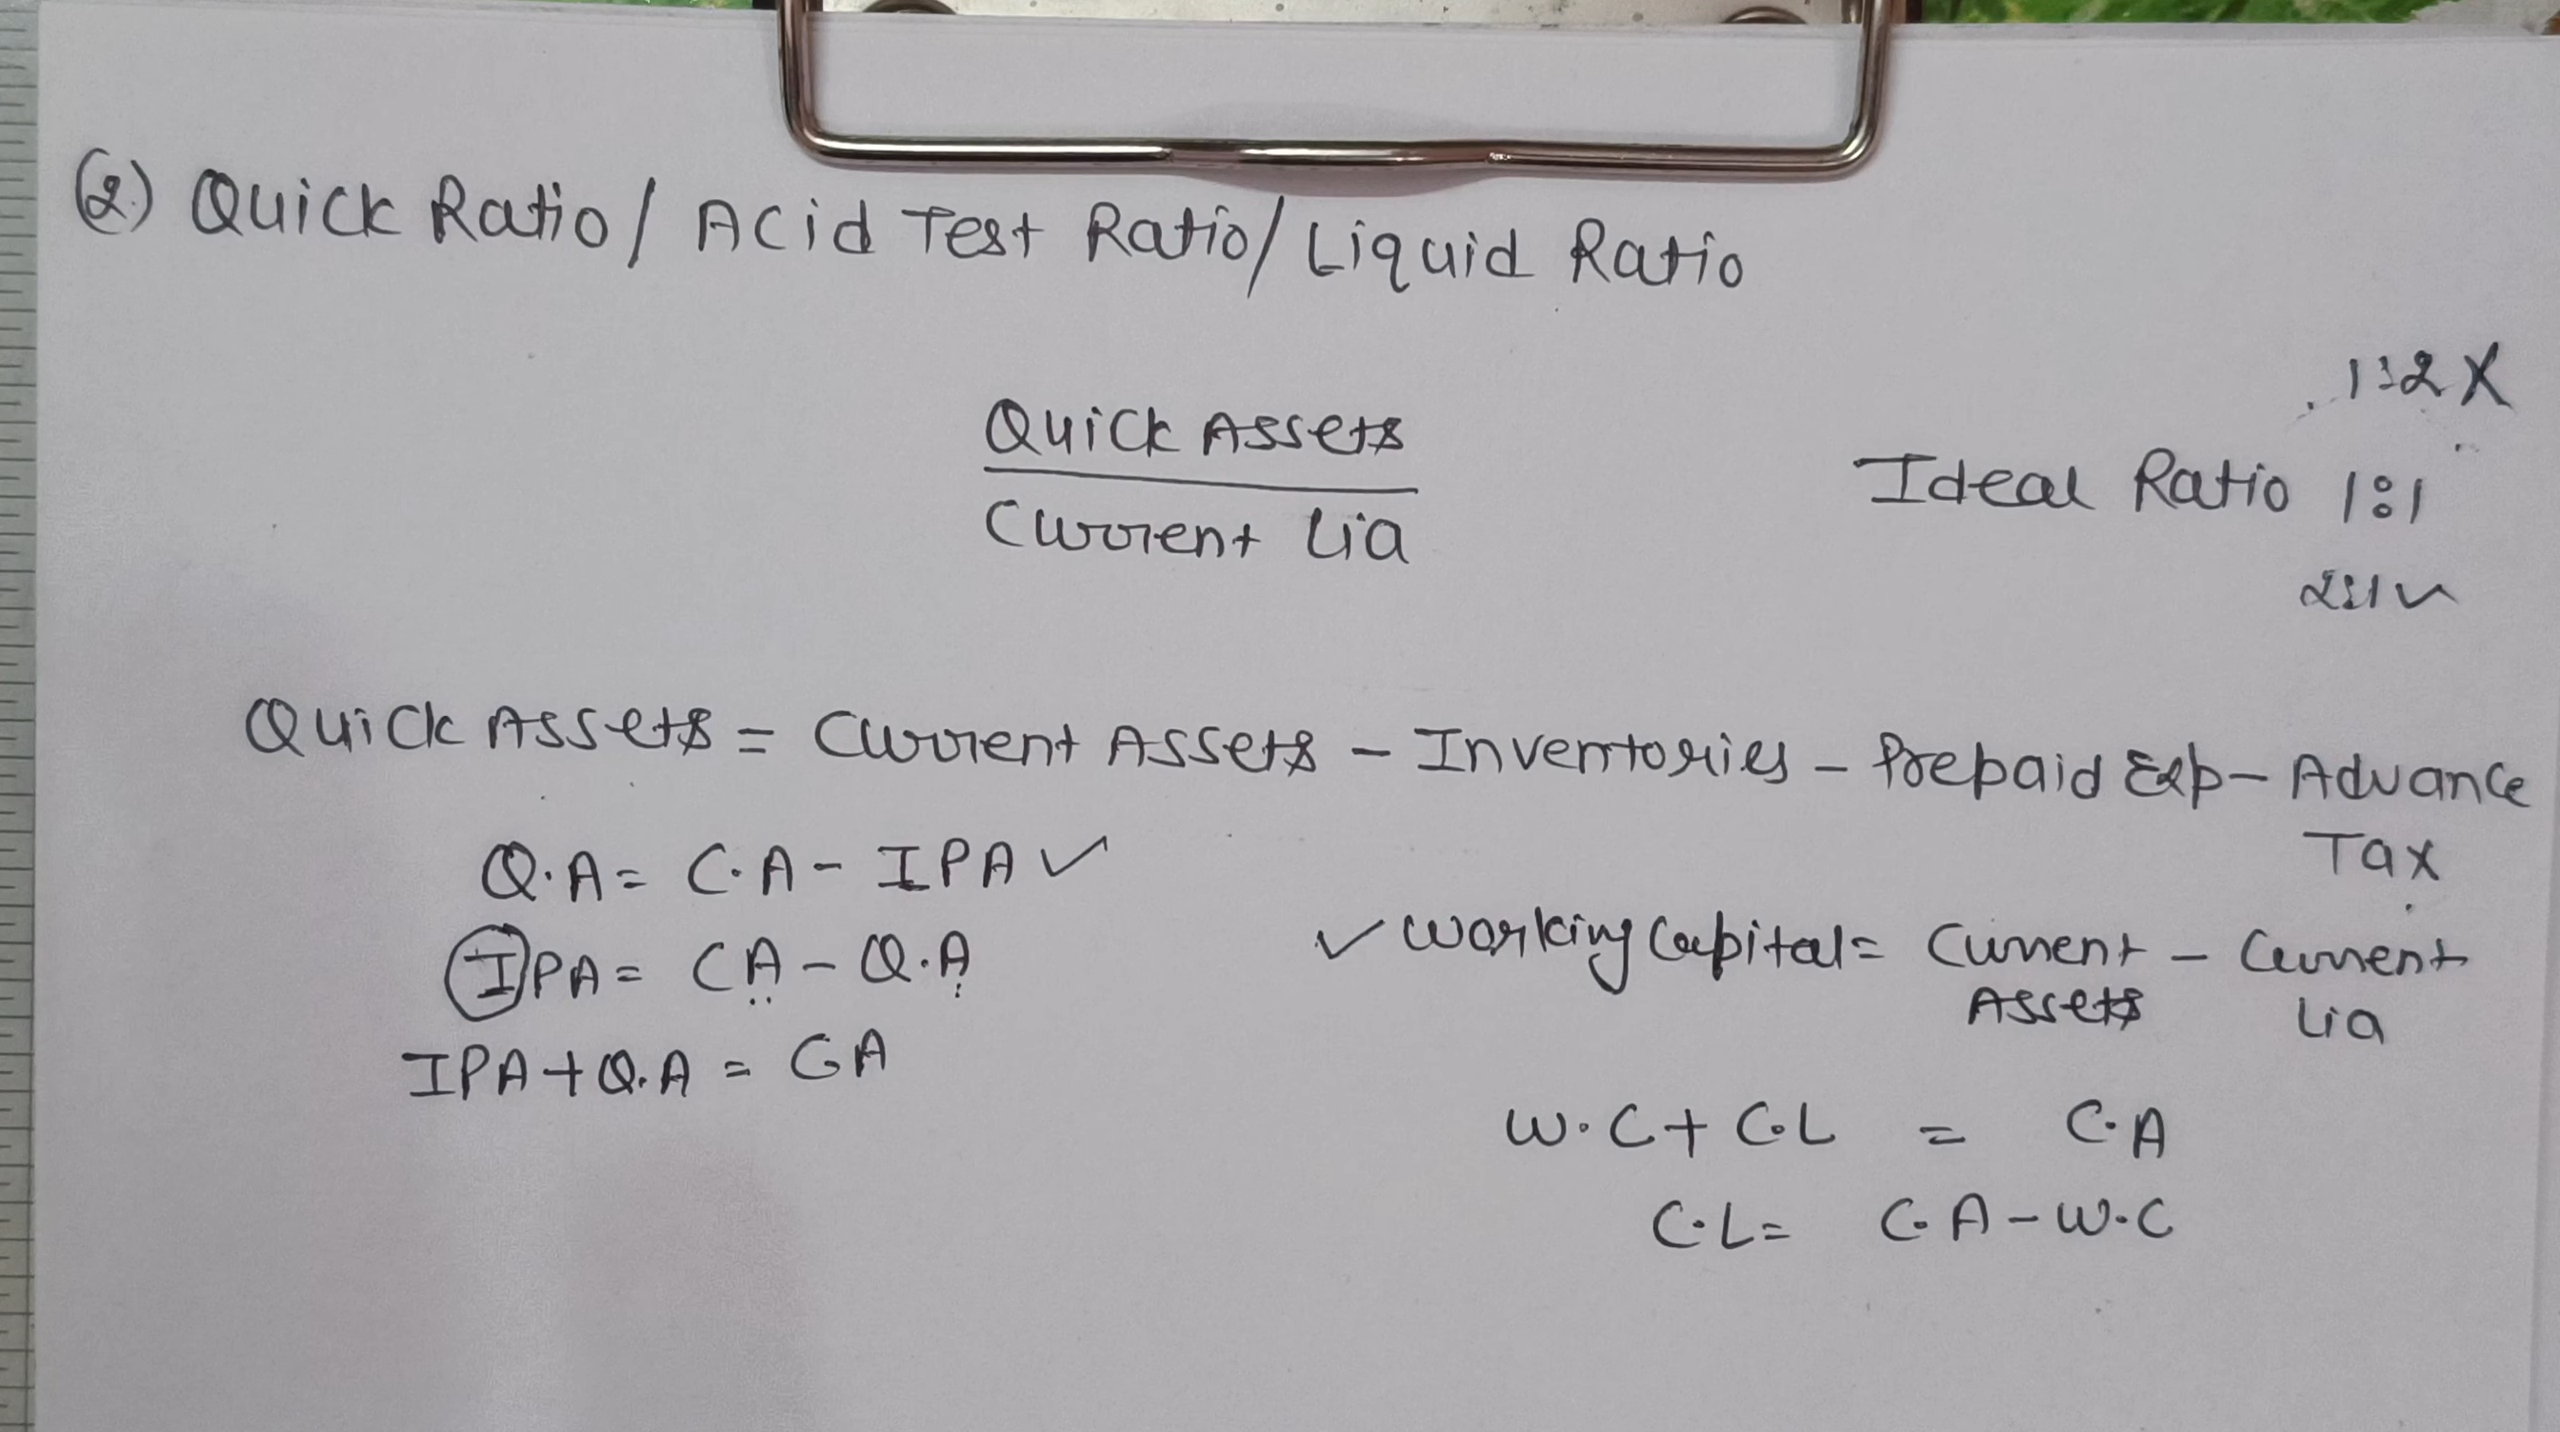 (2) Quick Ratio / Acid Test Ratio / Liquid Ratio
1:2 X
Quick Assets
Current Lia
Ideal Ratio 1:1
2:1 ✓
Quick Assets = Current Assets - Inventories - Prepaid Exp - Advance
Tax
Q.A = C.A - IPA ✓
IPA = CA - Q.A
IPA + Q.A = CA
✓ Working Capital = Current - Current
Assets Lia
W.C + C.L = C.A
C.L = C.A - W.C